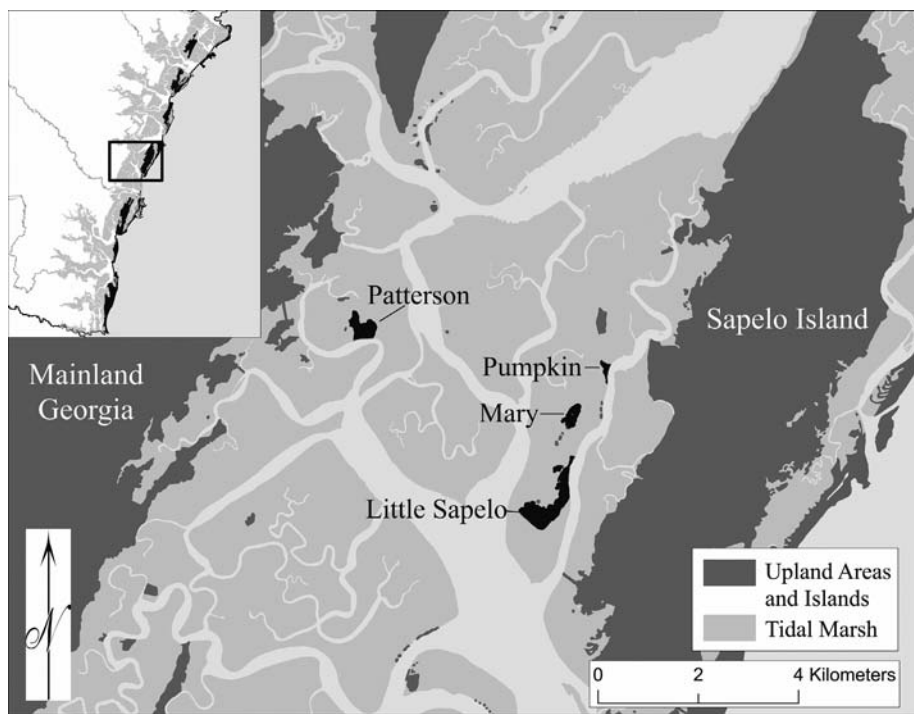 Patterson
Sapelo Island
Pumpkin
Mainland
Georgia
Mary
Little Sapelo
N
Upland Areas
and Islands
Tidal Marsh
0 2 4 Kilometers